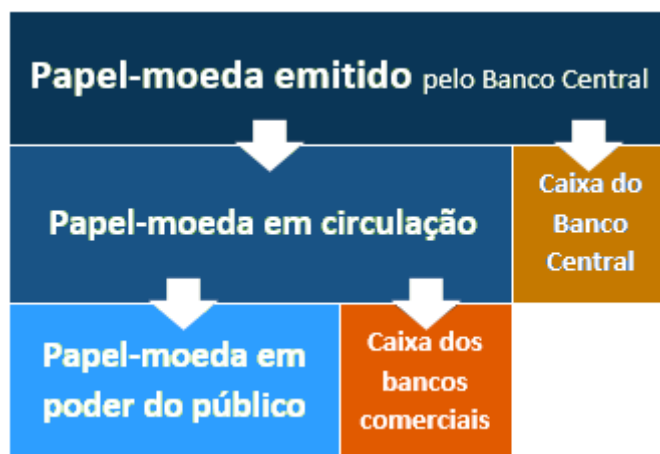 Papel-moeda emitido pelo Banco Central
Papel-moeda em circulação
Caixa do
Banco
Central
Papel-moeda em
poder do público
Caixa dos
bancos
comerciais